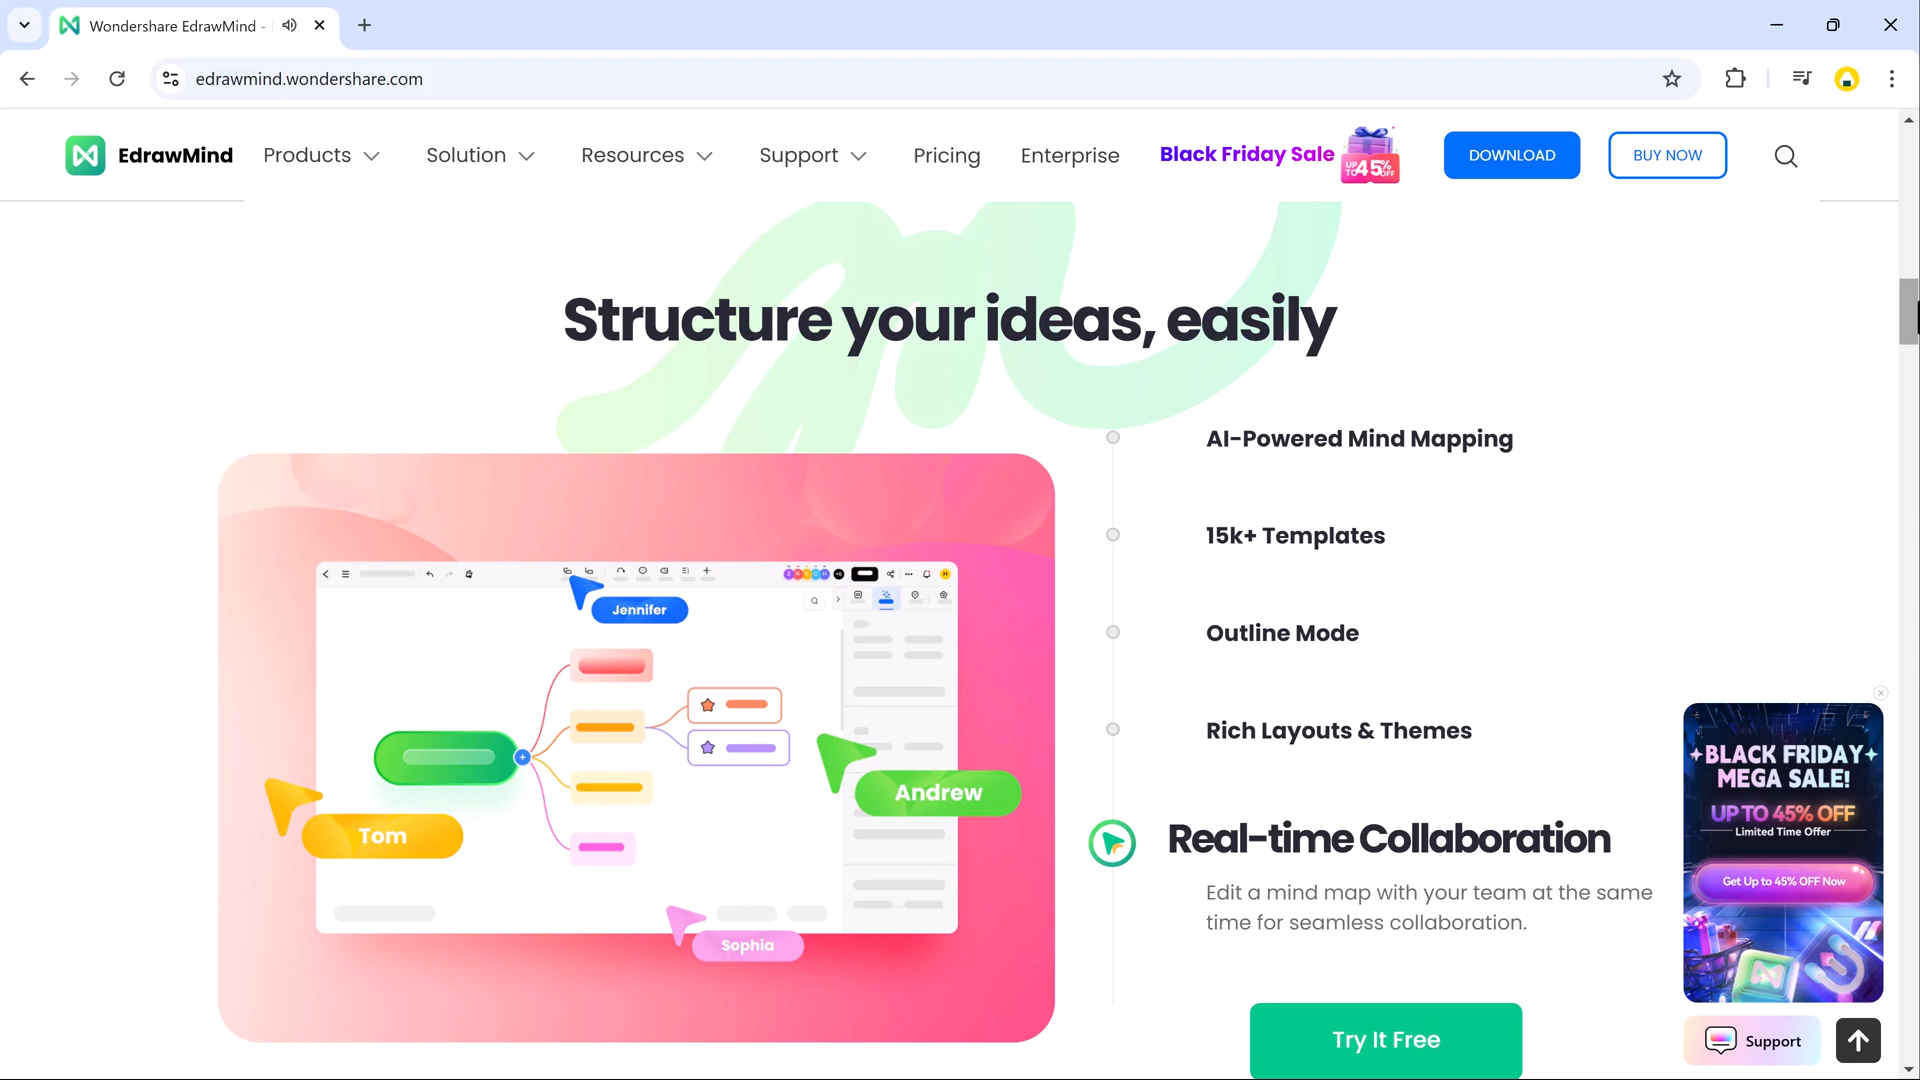 Wondershare EdrawMind -
edrawmind.wondershare.com
EdrawMind
Products
Solution
Resources
Support
Pricing
Enterprise
Black Friday Sale
UP TO 45% OFF
DOWNLOAD
BUY NOW
Structure your ideas, easily
AI-Powered Mind Mapping
15k+ Templates
Outline Mode
Rich Layouts & Themes
Real-time Collaboration
Edit a mind map with your team at the same
time for seamless collaboration.
Try It Free
Jennifer
Andrew
Tom
Sophia
BLACK FRIDAY
MEGA SALE!
UP TO 45% OFF
Limited Time Offer
Get Up to 45% OFF Now
Support